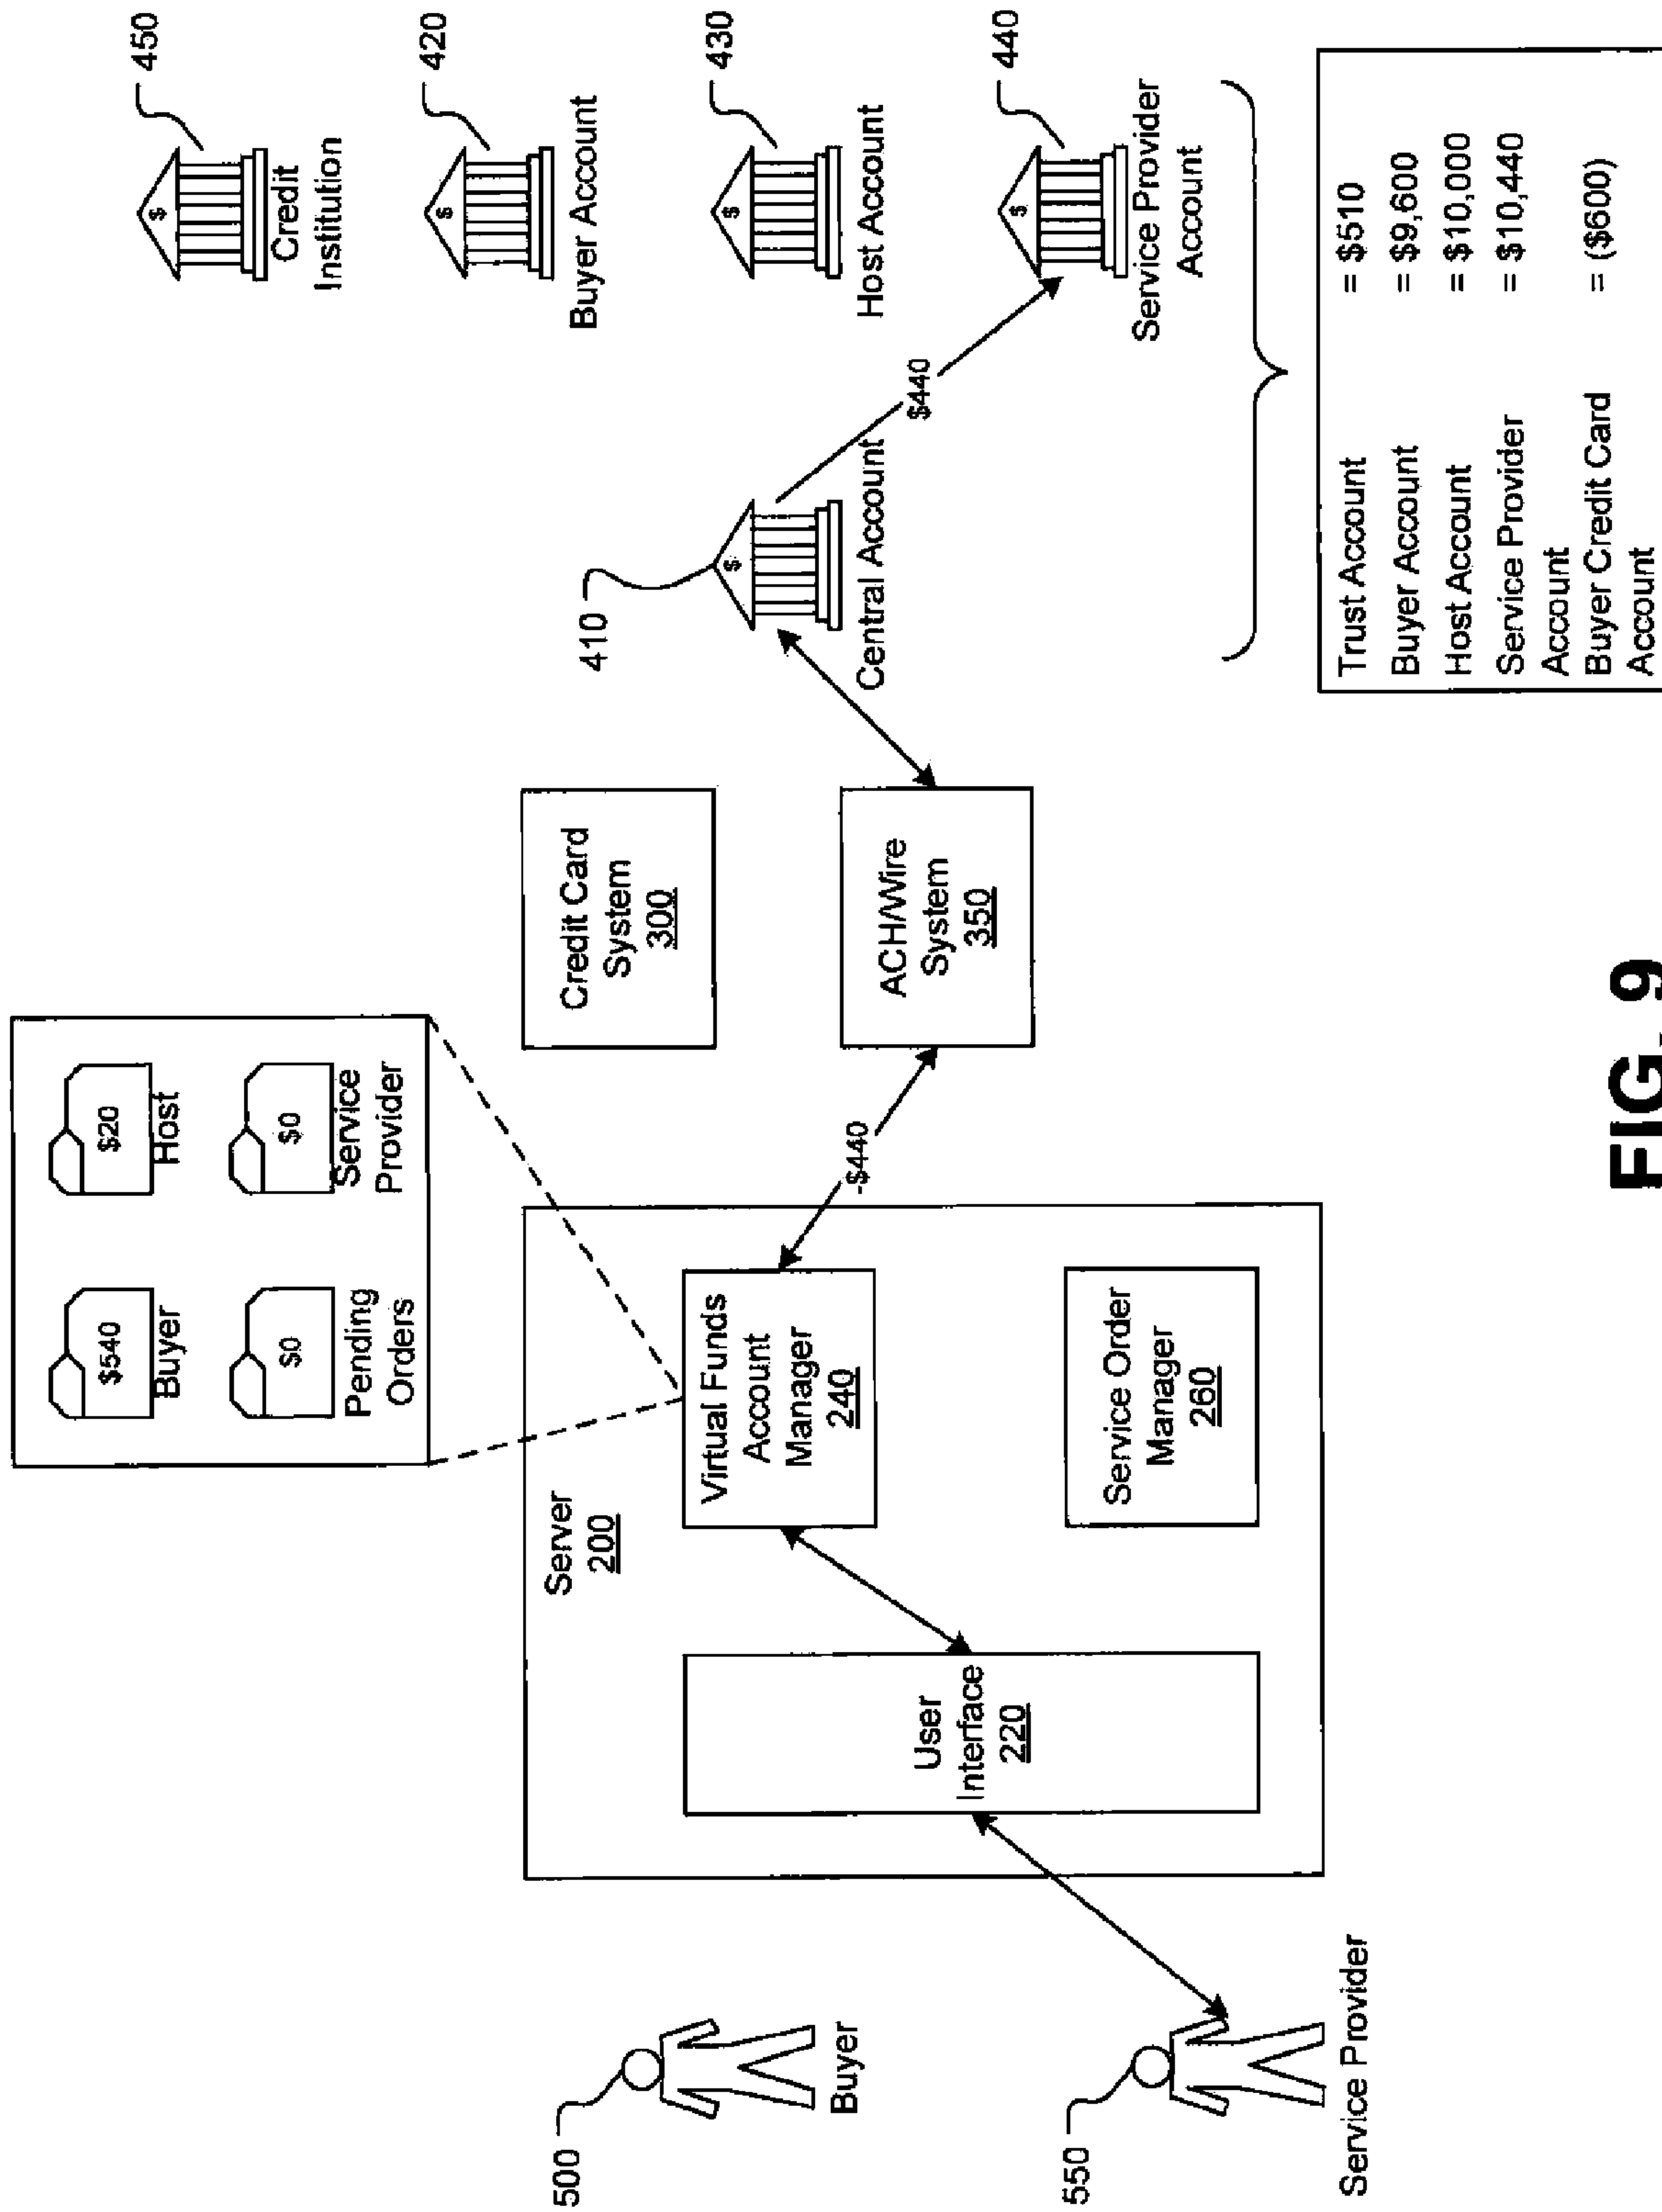 $540
Buyer
$20
Host
$0
Pending
Orders
$0
Service
Provider
500
Buyer
550
Service Provider
Server
200
User
Interface
220
Virtual Funds
Account
Manager
240
Service Order
Manager
260
-$440
Credit Card
System
300
ACH/Wire
System
350
410
$
Central Account
$440
450
$
Credit
Institution
420
$
Buyer Account
430
$
Host Account
440
$
Service Provider
Account
Trust Account = $510
Buyer Account = $9,600
Host Account = $10,000
Service Provider = $10,440
Account
Buyer Credit Card = ($600)
Account
FIG. 9